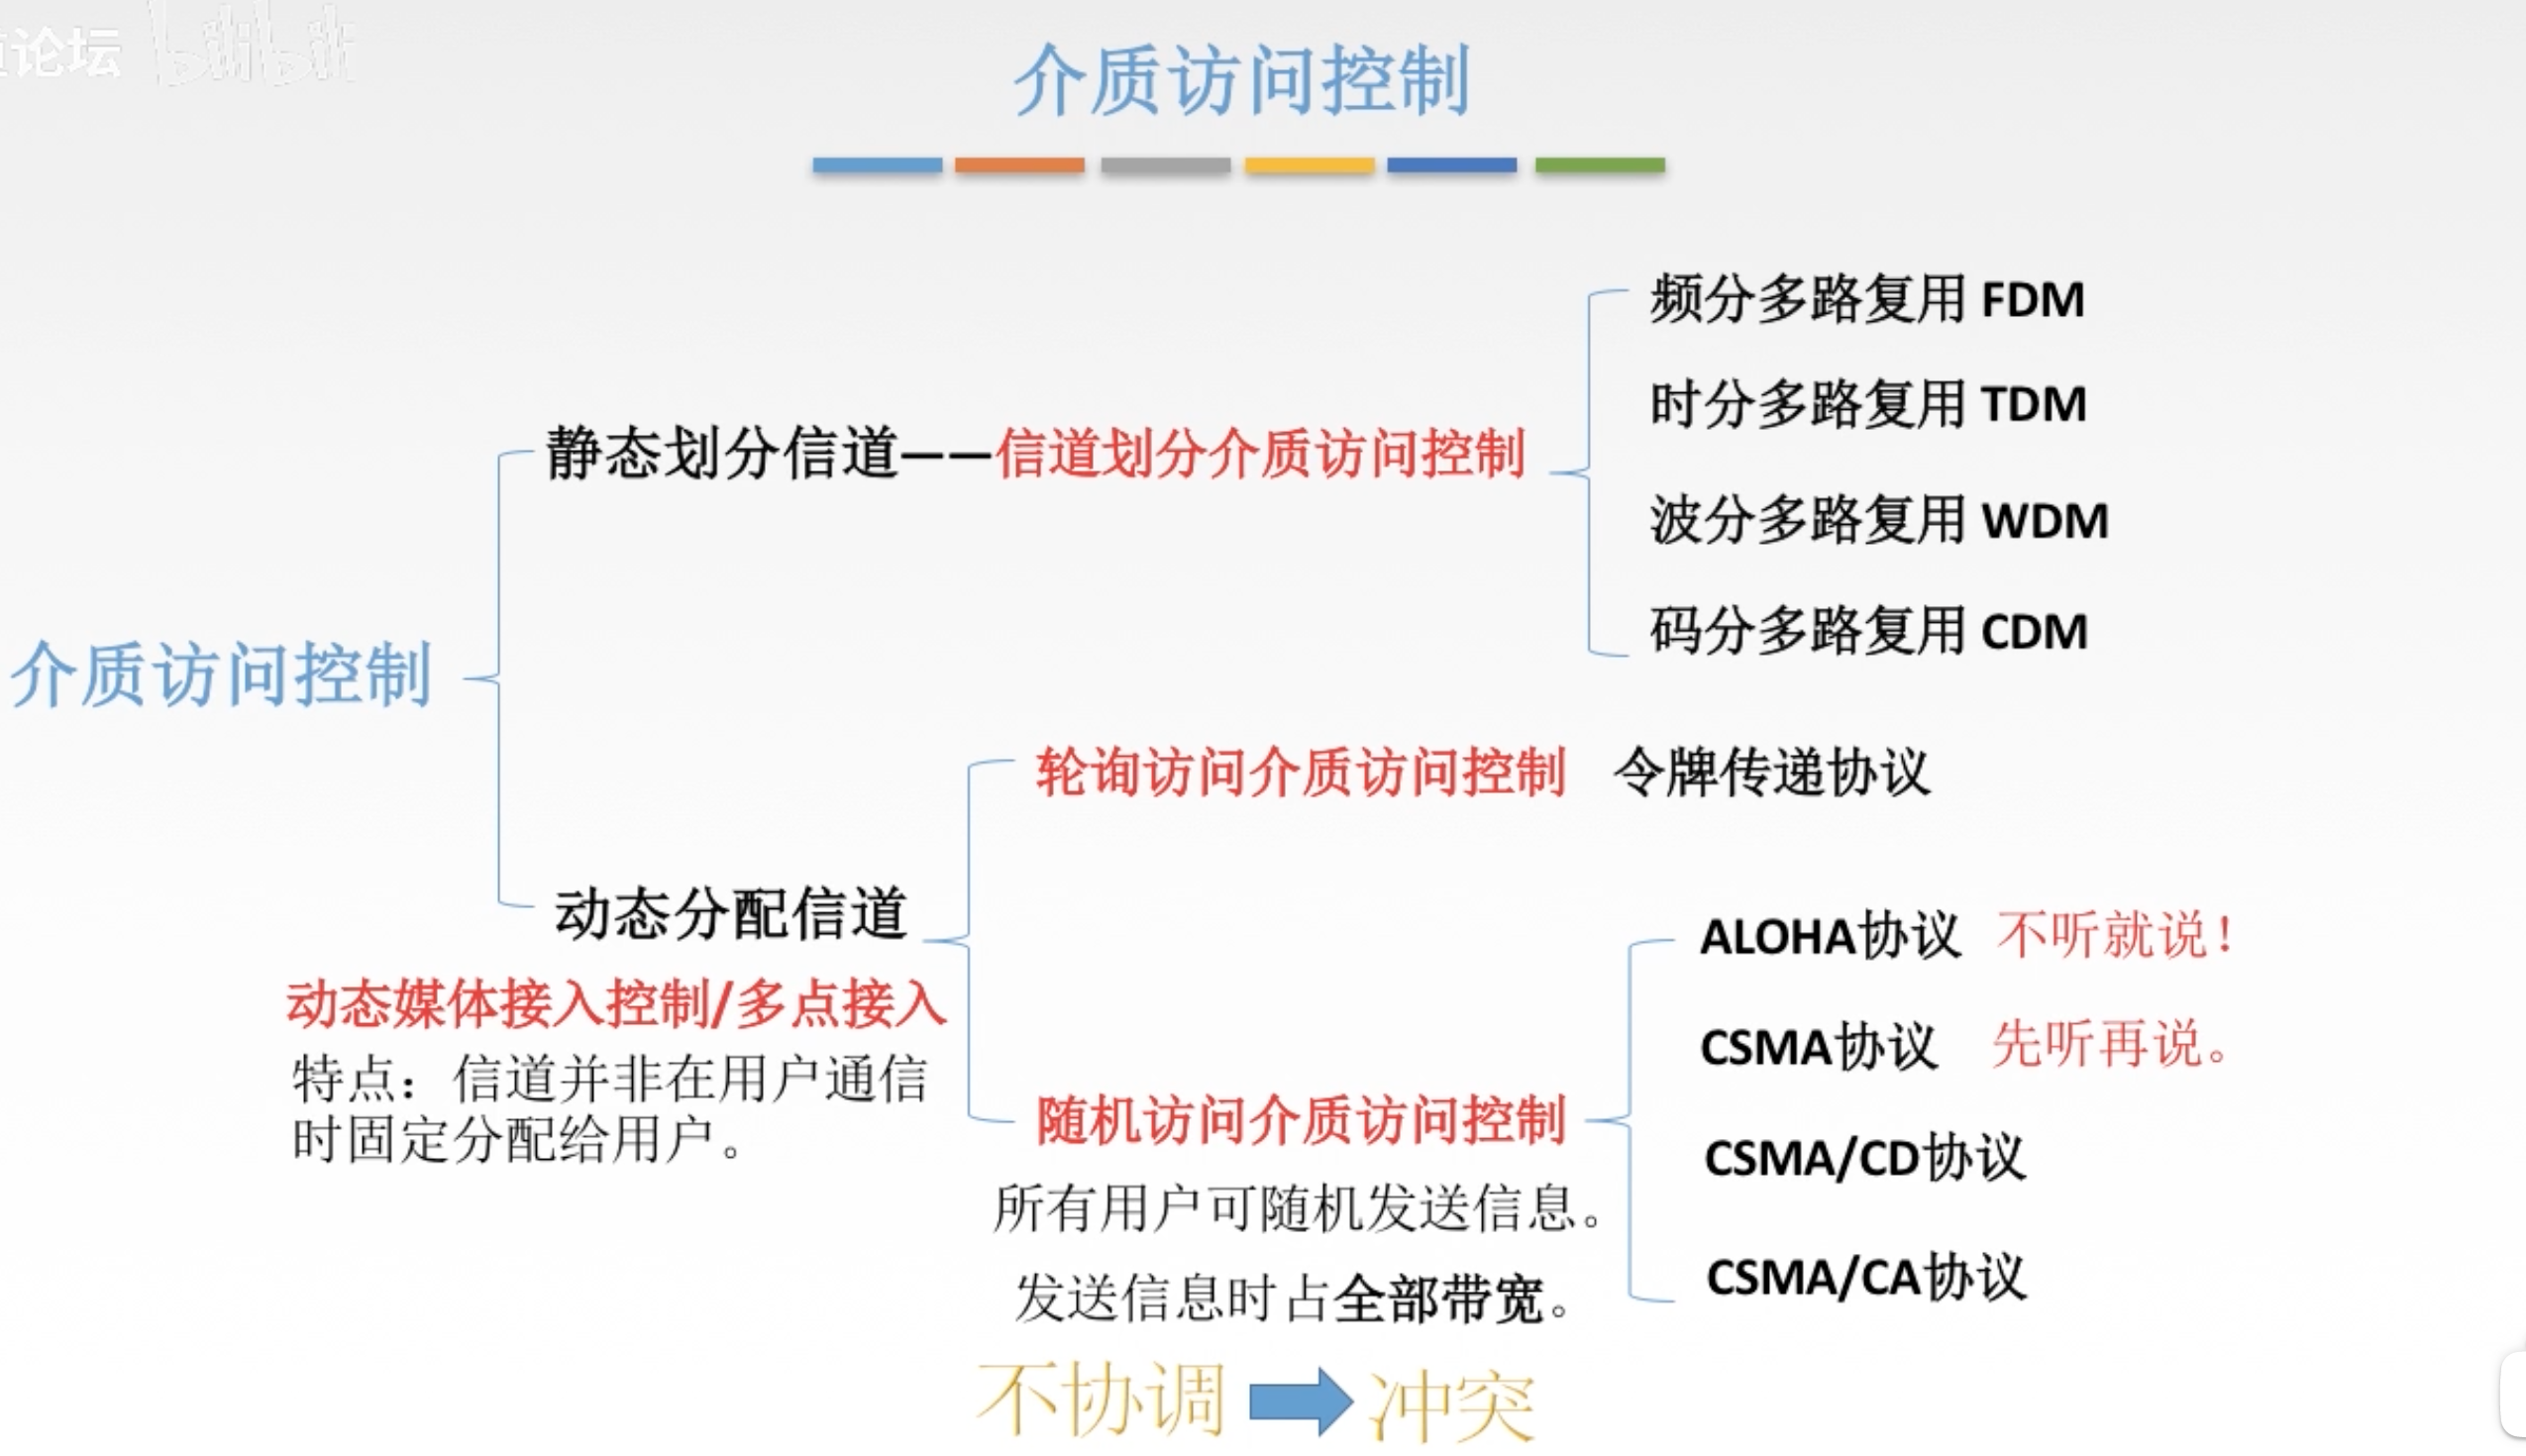 论坛 bilibili
介质访问控制
频分多路复用 FDM
时分多路复用 TDM
静态划分信道——信道划分介质访问控制
波分多路复用 WDM
码分多路复用 CDM
介质访问控制
轮询访问介质访问控制 令牌传递协议
动态分配信道
ALOHA协议 不听就说！
动态媒体接入控制/多点接入
CSMA协议 先听再说。
特点：信道并非在用户通信
时固定分配给用户。
随机访问介质访问控制
CSMA/CD协议
所有用户可随机发送信息。
CSMA/CA协议
发送信息时占全部带宽。
不协调 冲突